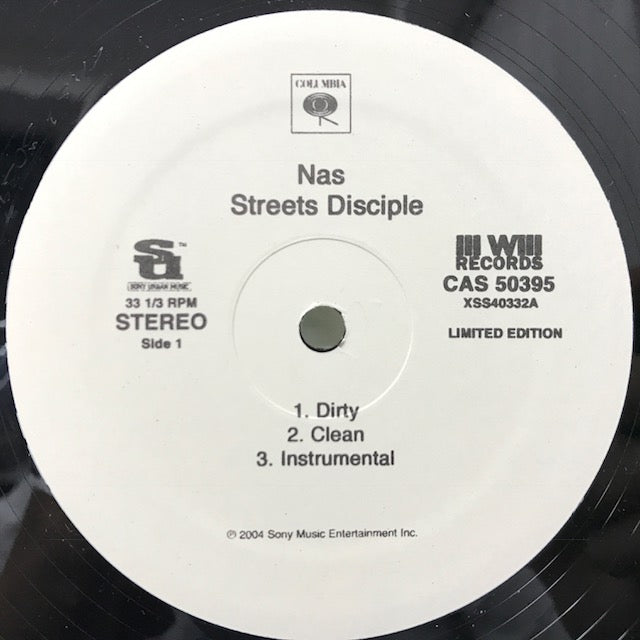 COLUMBIA
Nas
Streets Disciple
SU™
SONY URBAN MUSIC
33 1/3 RPM
STEREO
Side 1
Ill Will
RECORDS
CAS 50395
XSS40332A
LIMITED EDITION
1. Dirty
2. Clean
3. Instrumental
℗ 2004 Sony Music Entertainment Inc.